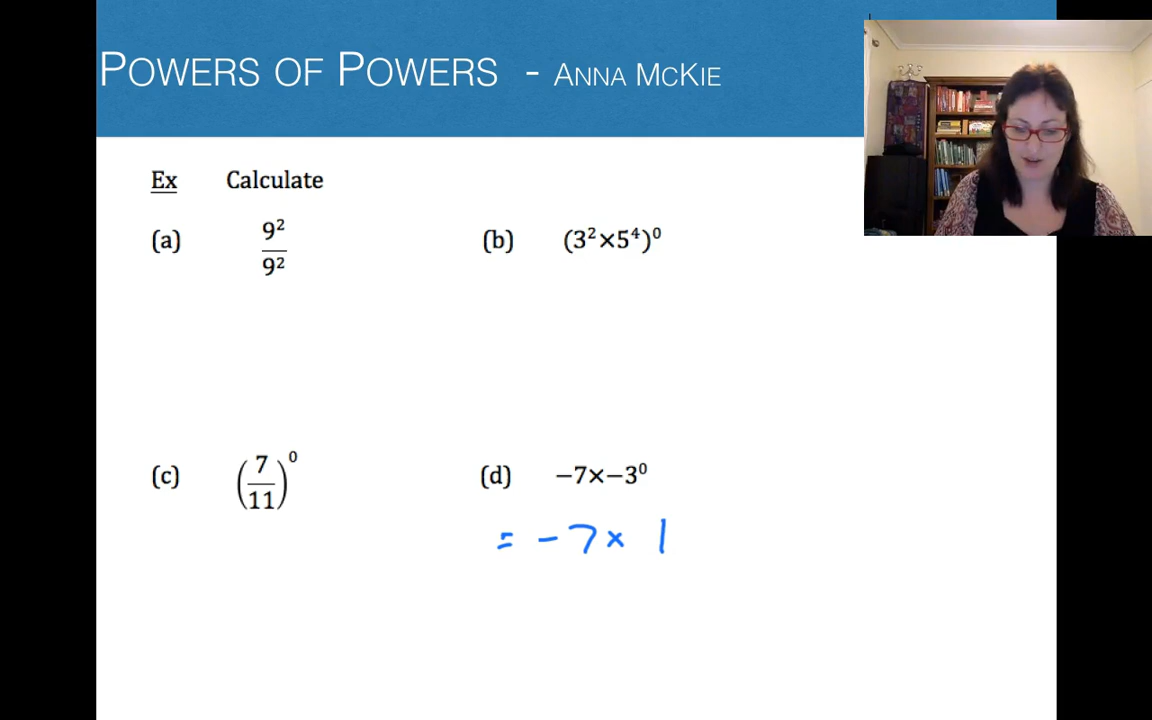 POWERS OF POWERS - ANNA MCKIE
Ex Calculate
(a) 9²/9² (b) (3²×5⁴)⁰
(c) (7/11)⁰ (d) −7×−3⁰
= −7× 1